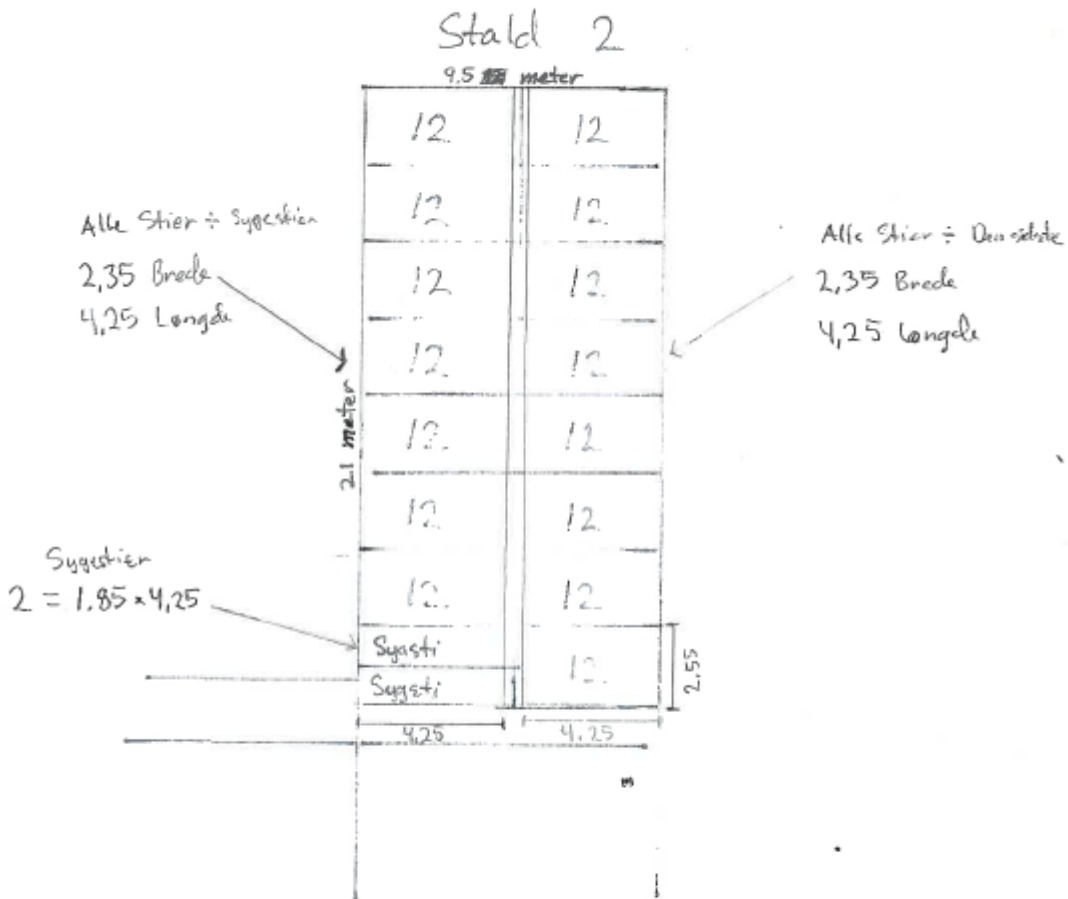 Stald 2
9.5 meter
12 12
12 12
Alle Stier ÷ Sygestien
2,35 Brede
4,25 Længde
Alle Stier ÷ Den sidste
2,35 Brede
4,25 Længde
12 12
12 12
21 meter
12 12
12 12
Sygestier
2 = 1.85 × 4,25
12 12
Syasti
Sygsti
12
2,55
4,25 4,25